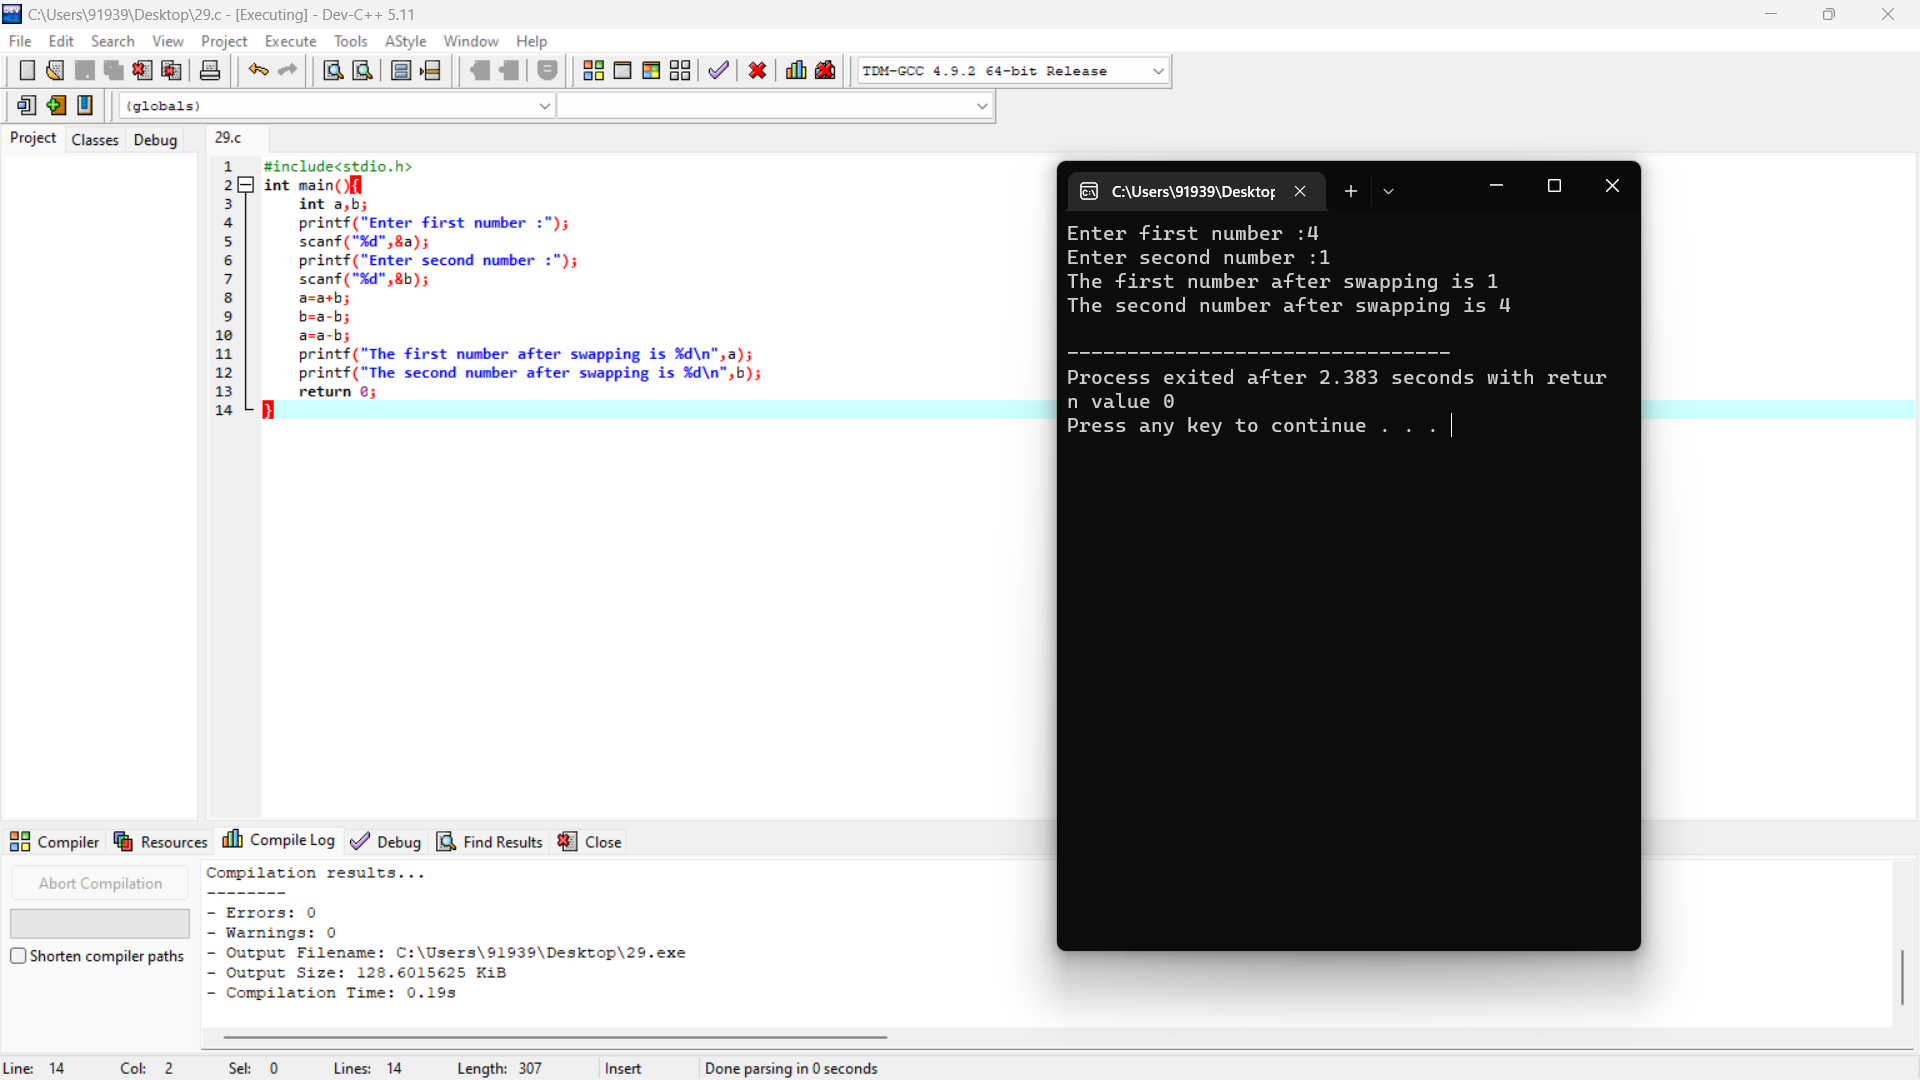 C:\Users\91939\Desktop\29.c - [Executing] - Dev-C++ 5.11
File Edit Search View Project Execute Tools AStyle Window Help
TDM-GCC 4.9.2 64-bit Release
(globals)
Project Classes Debug
29.c
1 #include<stdio.h>
2 int main(){
3 int a,b;
4 printf("Enter first number :");
5 scanf("%d",&a);
6 printf("Enter second number :");
7 scanf("%d",&b);
8 a=a+b;
9 b=a-b;
10 a=a-b;
11 printf("The first number after swapping is %d\n",a);
12 printf("The second number after swapping is %d\n",b);
13 return 0;
14 }
C:\Users\91939\Desktop
Enter first number :4
Enter second number :1
The first number after swapping is 1
The second number after swapping is 4
--------------------------------
Process exited after 2.383 seconds with retur
n value 0
Press any key to continue . . .
Compiler Resources Compile Log Debug Find Results Close
Abort Compilation
Shorten compiler paths
Compilation results...
--------
- Errors: 0
- Warnings: 0
- Output Filename: C:\Users\91939\Desktop\29.exe
- Output Size: 128.6015625 KiB
- Compilation Time: 0.19s
Line: 14 Col: 2 Sel: 0 Lines: 14 Length: 307 Insert Done parsing in 0 seconds